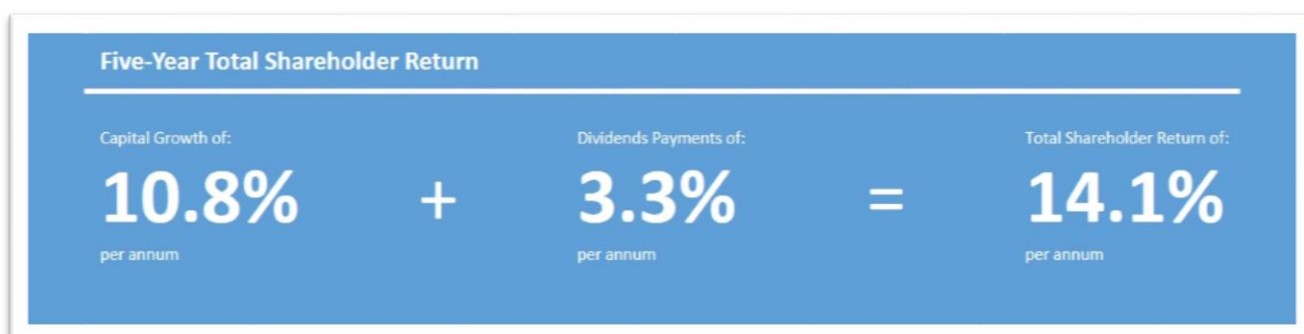 Five-Year Total Shareholder Return
Capital Growth of:
10.8%
per annum
+
Dividends Payments of:
3.3%
per annum
=
Total Shareholder Return of:
14.1%
per annum